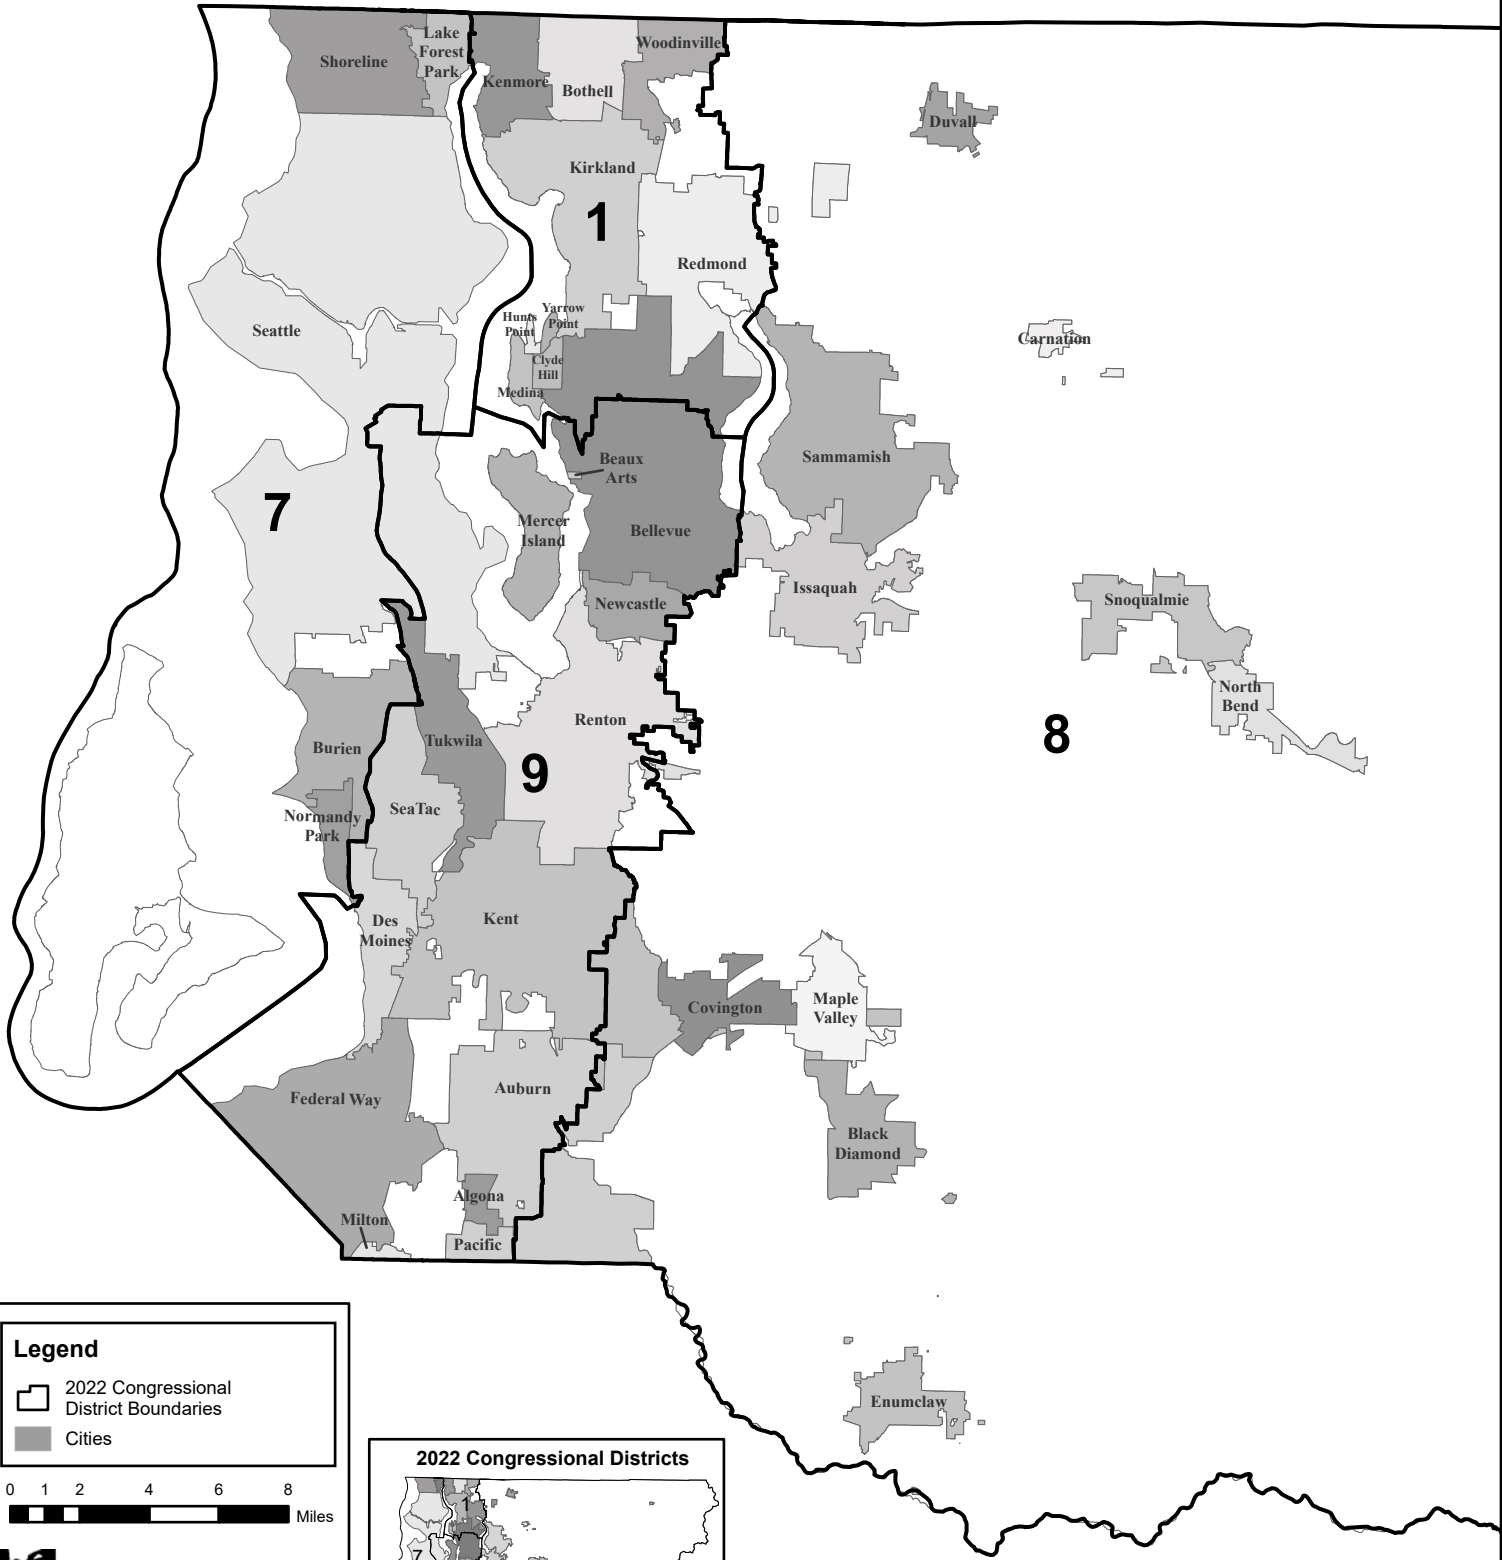 Shoreline
Lake
Forest
Park
Kenmore
Bothell
Woodinville
Duvall
Kirkland
1
Redmond
Hunts
Point
Yarrow
Point
Seattle
Clyde
Hill
Medina
Carnation
Beaux
Arts
Sammamish
7
Mercer
Island
Bellevue
Issaquah
Newcastle
Snoqualmie
North
Bend
Renton
8
Burien
Tukwila
9
SeaTac
Normandy
Park
Des
Moines
Kent
Covington
Maple
Valley
Federal Way
Auburn
Black
Diamond
Algona
Milton
Pacific
Enumclaw
Legend
2022 Congressional
District Boundaries
Cities
0 1 2 4 6 8
Miles
2022 Congressional Districts
1
7